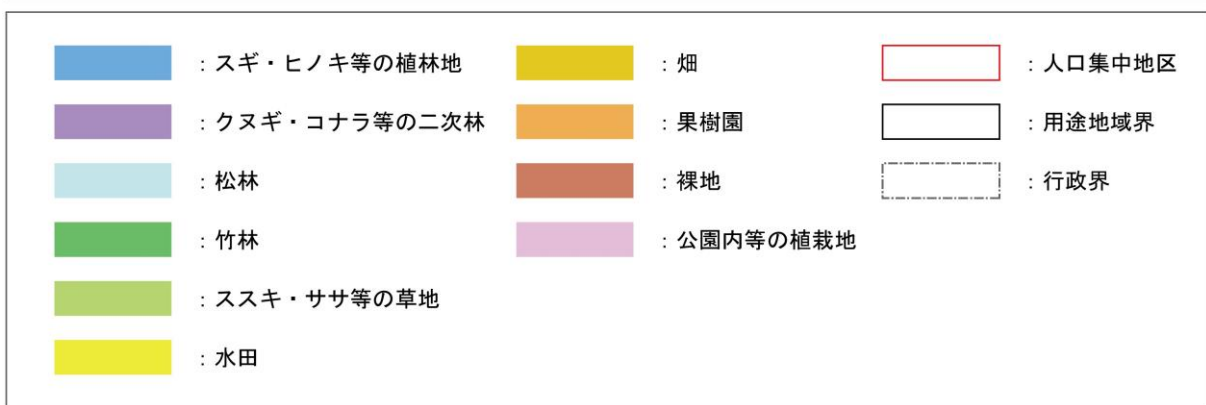 ：スギ・ヒノキ等の植林地
：クヌギ・コナラ等の二次林
：松林
：竹林
：ススキ・ササ等の草地
：水田
：畑
：果樹園
：裸地
：公園内等の植栽地
：人口集中地区
：用途地域界
：行政界